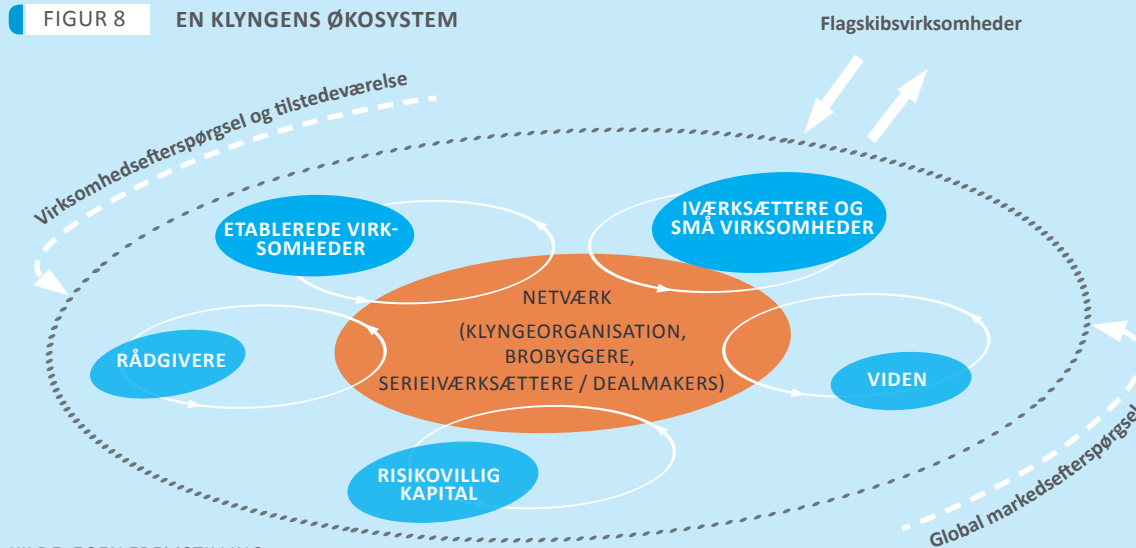 FIGUR 8
EN KLYNGENS ØKOSYSTEM
Flagskibsvirksomheder
Virksomhedsefterspørgsel og tilstedeværelse
ETABLEREDE VIRK-
SOMHEDER
IVÆRKSÆTTERE OG
SMÅ VIRKSOMHEDER
NETVÆRK
(KLYNGEORGANISATION,
BROBYGGERE,
SERIEIVÆRKSÆTTERE / DEALMAKERS)
RÅDGIVERE
VIDEN
RISIKOVILLIG
KAPITAL
Global markedsefterspørgsel